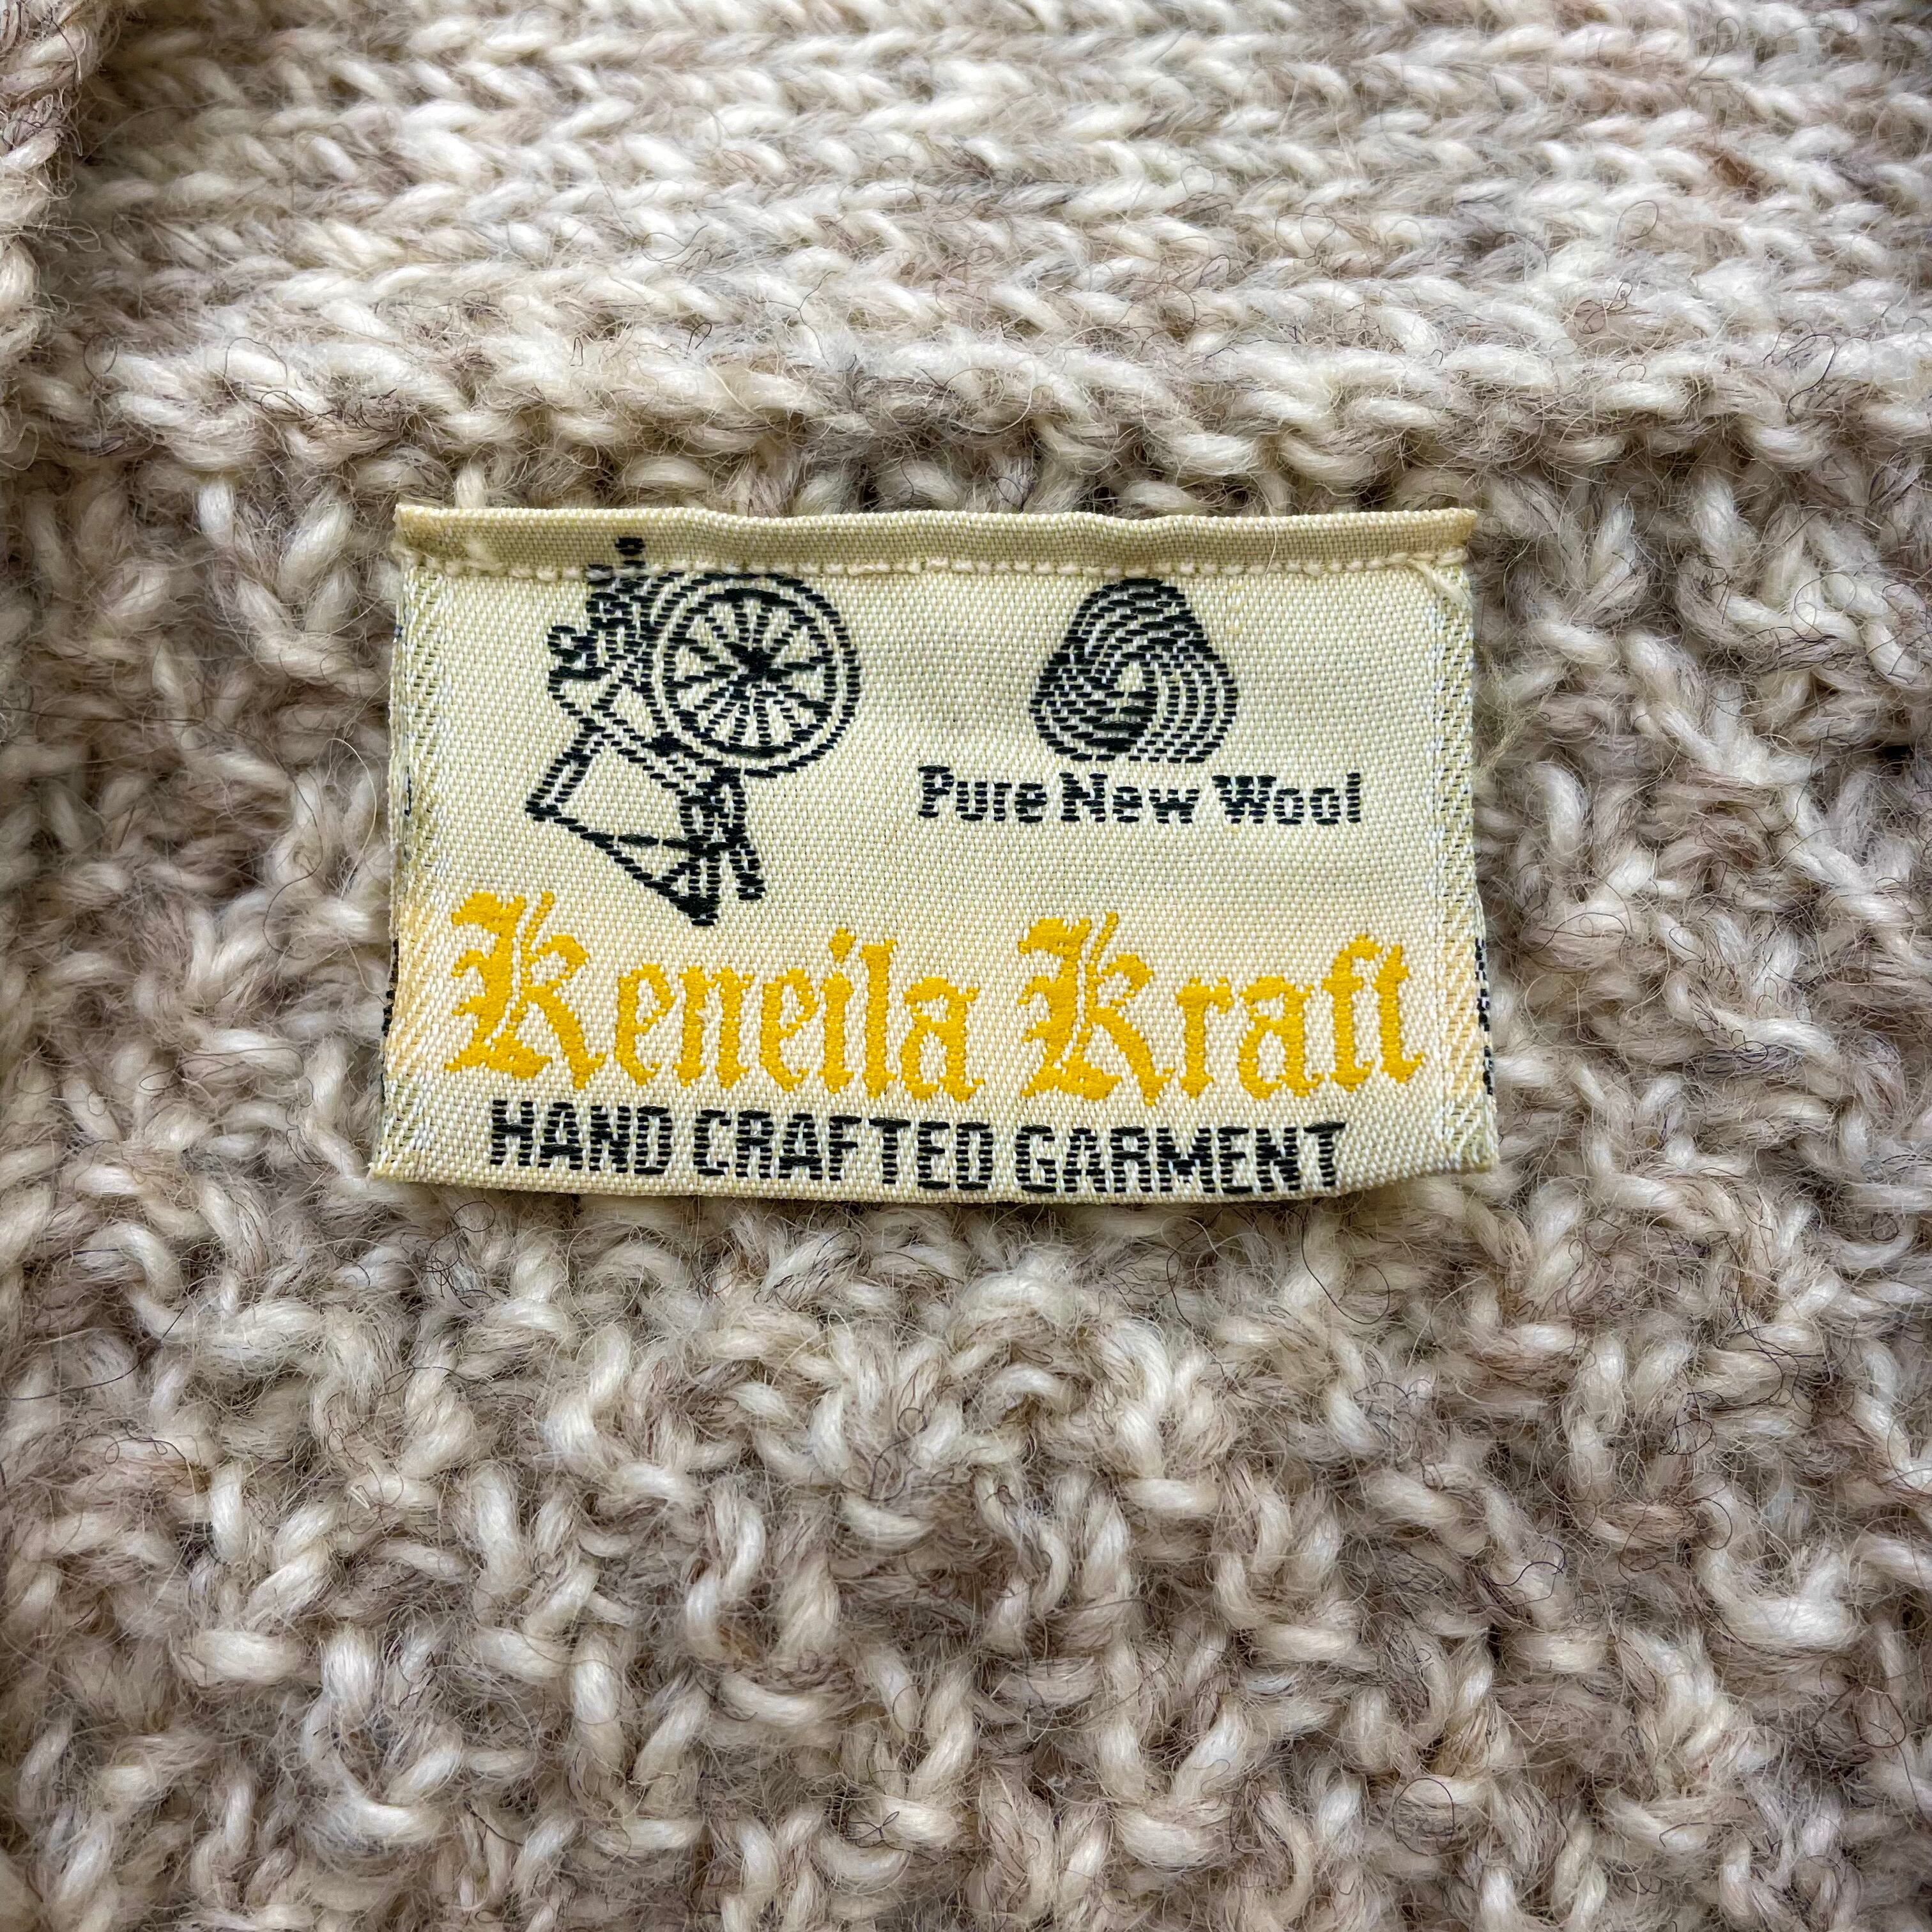 Pure New Wool
Keneila Kraft
HAND CRAFTED GARMENT